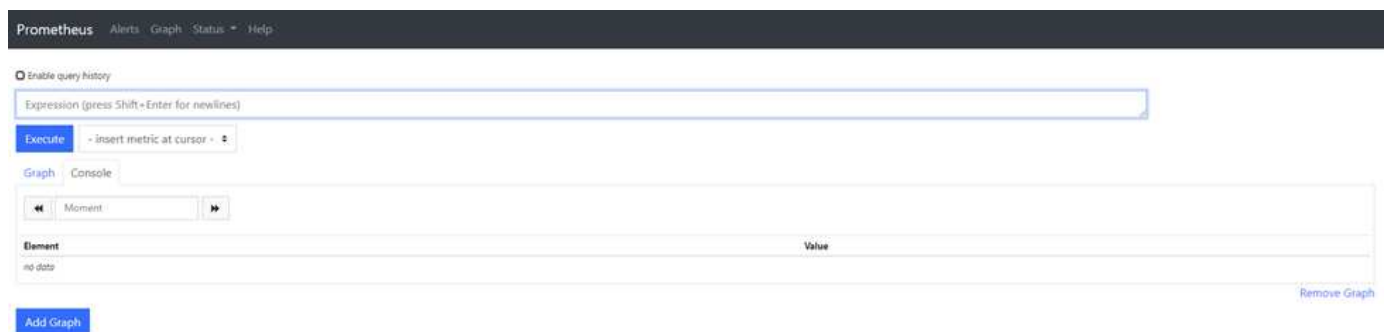 Prometheus Alerts Graph Status Help
Enable query history
Expression (press Shift+Enter for newlines)
Execute - insert metric at cursor -
Graph Console
Moment
Element Value
no data
Remove Graph
Add Graph